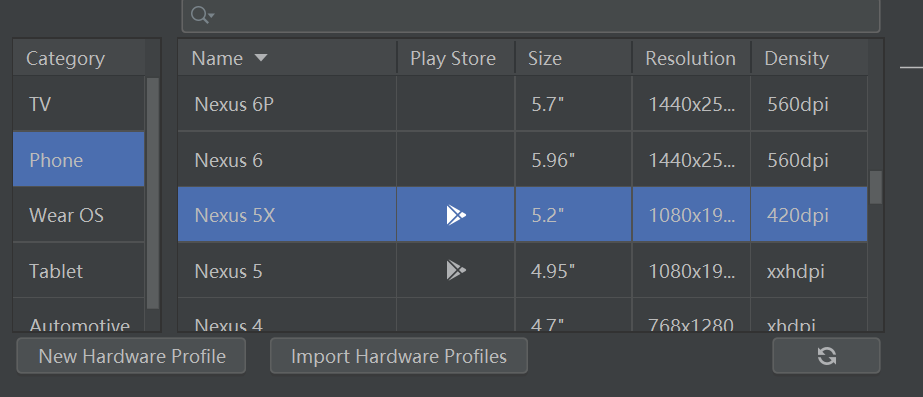 Category Name Play Store Size Resolution Density
TV Nexus 6P 5.7" 1440x25... 560dpi
Phone Nexus 6 5.96" 1440x25... 560dpi
Wear OS Nexus 5X 5.2" 1080x19... 420dpi
Tablet Nexus 5 4.95" 1080x19... xxhdpi
Automotive Nexus 4 4.7" 768x1280 xhdpi
New Hardware Profile Import Hardware Profiles